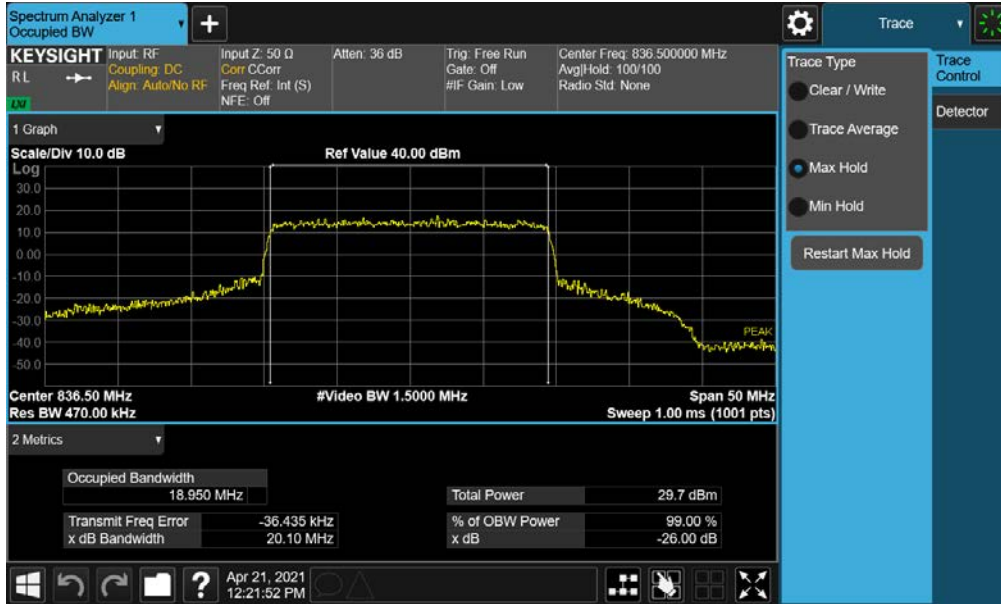 Spectrum Analyzer 1
Occupied BW
+
Trace
KEYSIGHT
RL
LXI
Input: RF
Coupling: DC
Align: Auto/No RF
Input Z: 50 Ω
Corr CCorr
Freq Ref: Int (S)
NFE: Off
Atten: 36 dB
Trig: Free Run
Gate: Off
#IF Gain: Low
Center Freq: 836.500000 MHz
Avg|Hold: 100/100
Radio Std: None
1 Graph
Scale/Div 10.0 dB
Ref Value 40.00 dBm
Log
30.0
20.0
10.0
0.00
-10.0
-20.0
-30.0
-40.0
-50.0
PEAK
Center 836.50 MHz
#Video BW 1.5000 MHz
Span 50 MHz
Res BW 470.00 kHz
Sweep 1.00 ms (1001 pts)
2 Metrics
Occupied Bandwidth
18.950 MHz
Total Power 29.7 dBm
Transmit Freq Error -36.435 kHz
% of OBW Power 99.00 %
x dB Bandwidth 20.10 MHz
x dB -26.00 dB
?
Apr 21, 2021
12:21:52 PM
Trace Type
Clear / Write
Trace Average
Max Hold
Min Hold
Restart Max Hold
Trace
Control
Detector